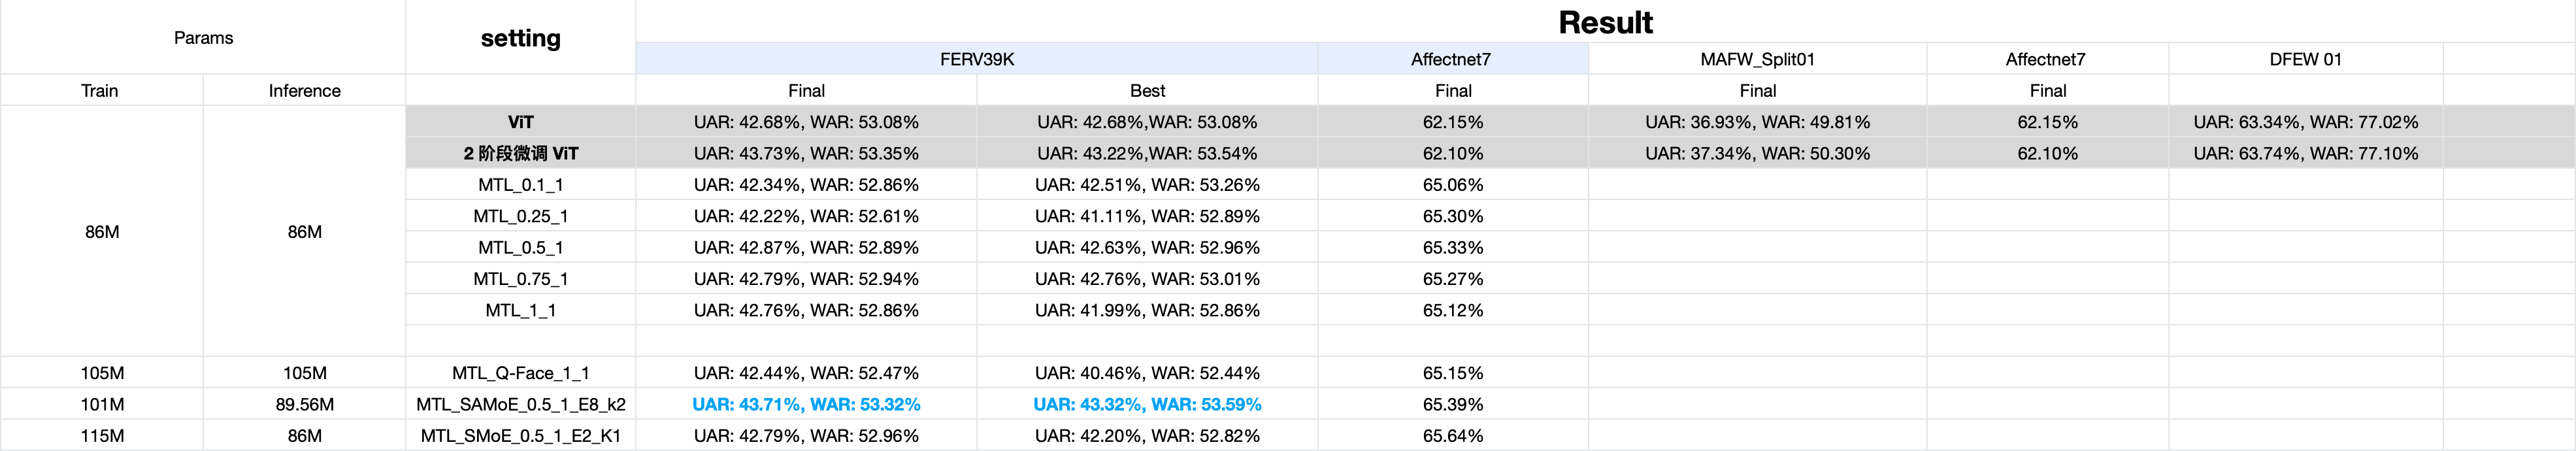 Params setting Result
FERV39K Affectnet7 MAFW_Split01 Affectnet7 DFEW 01
Train Inference Final Best Final Final Final
ViT UAR: 42.68%, WAR: 53.08% UAR: 42.68%,WAR: 53.08% 62.15% UAR: 36.93%, WAR: 49.81% 62.15% UAR: 63.34%, WAR: 77.02%
2 阶段微调 ViT UAR: 43.73%, WAR: 53.35% UAR: 43.22%,WAR: 53.54% 62.10% UAR: 37.34%, WAR: 50.30% 62.10% UAR: 63.74%, WAR: 77.10%
MTL_0.1_1 UAR: 42.34%, WAR: 52.86% UAR: 42.51%, WAR: 53.26% 65.06%
MTL_0.25_1 UAR: 42.22%, WAR: 52.61% UAR: 41.11%, WAR: 52.89% 65.30%
86M 86M MTL_0.5_1 UAR: 42.87%, WAR: 52.89% UAR: 42.63%, WAR: 52.96% 65.33%
MTL_0.75_1 UAR: 42.79%, WAR: 52.94% UAR: 42.76%, WAR: 53.01% 65.27%
MTL_1_1 UAR: 42.76%, WAR: 52.86% UAR: 41.99%, WAR: 52.86% 65.12%
105M 105M MTL_Q-Face_1_1 UAR: 42.44%, WAR: 52.47% UAR: 40.46%, WAR: 52.44% 65.15%
101M 89.56M MTL_SAMoE_0.5_1_E8_k2 UAR: 43.71%, WAR: 53.32% UAR: 43.32%, WAR: 53.59% 65.39%
115M 86M MTL_SMoE_0.5_1_E2_K1 UAR: 42.79%, WAR: 52.96% UAR: 42.20%, WAR: 52.82% 65.64%